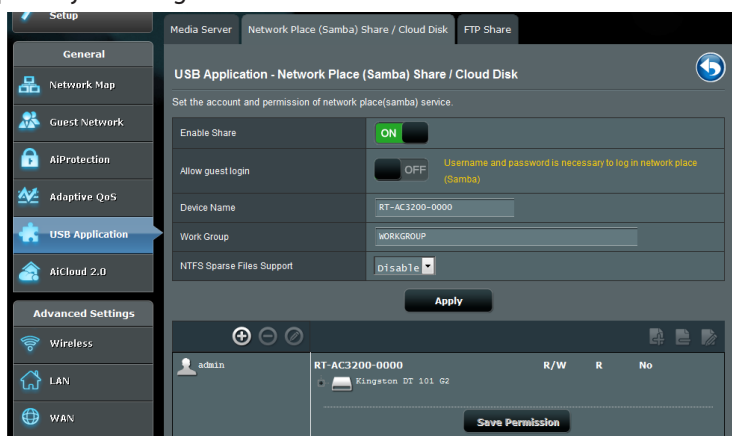 Setup
General
Network Map
Guest Network
AiProtection
Adaptive QoS
USB Application
AiCloud 2.0
Advanced Settings
Wireless
LAN
WAN
Media Server
Network Place (Samba) Share / Cloud Disk
FTP Share
USB Application - Network Place (Samba) Share / Cloud Disk
Set the account and permission of network place(samba) service.
Enable Share
ON
Allow guest login
OFF
Username and password is necessary to log in network place
(Samba)
Device Name
RT-AC3200-0000
Work Group
WORKGROUP
NTFS Sparse Files Support
Disable
Apply
admin
RT-AC3200-0000 R/W R No
Kingston DT 101 G2
Save Permission